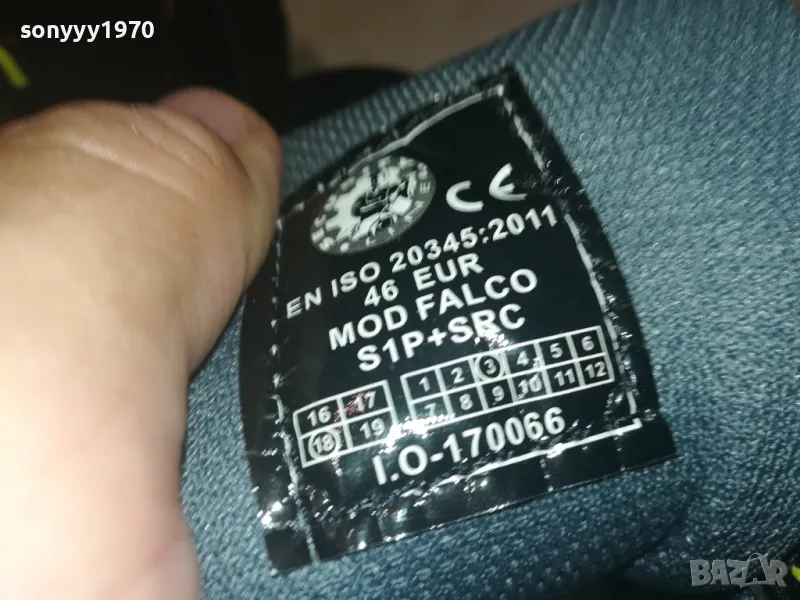 sonyyy1970
CE
EN ISO 20345:2011
46 EUR
MOD FALCO
S1P+SRC
16 17 1 2 3 4 5 6
18 19 7 8 9 10 11 12
I.O-170066
BAZAR